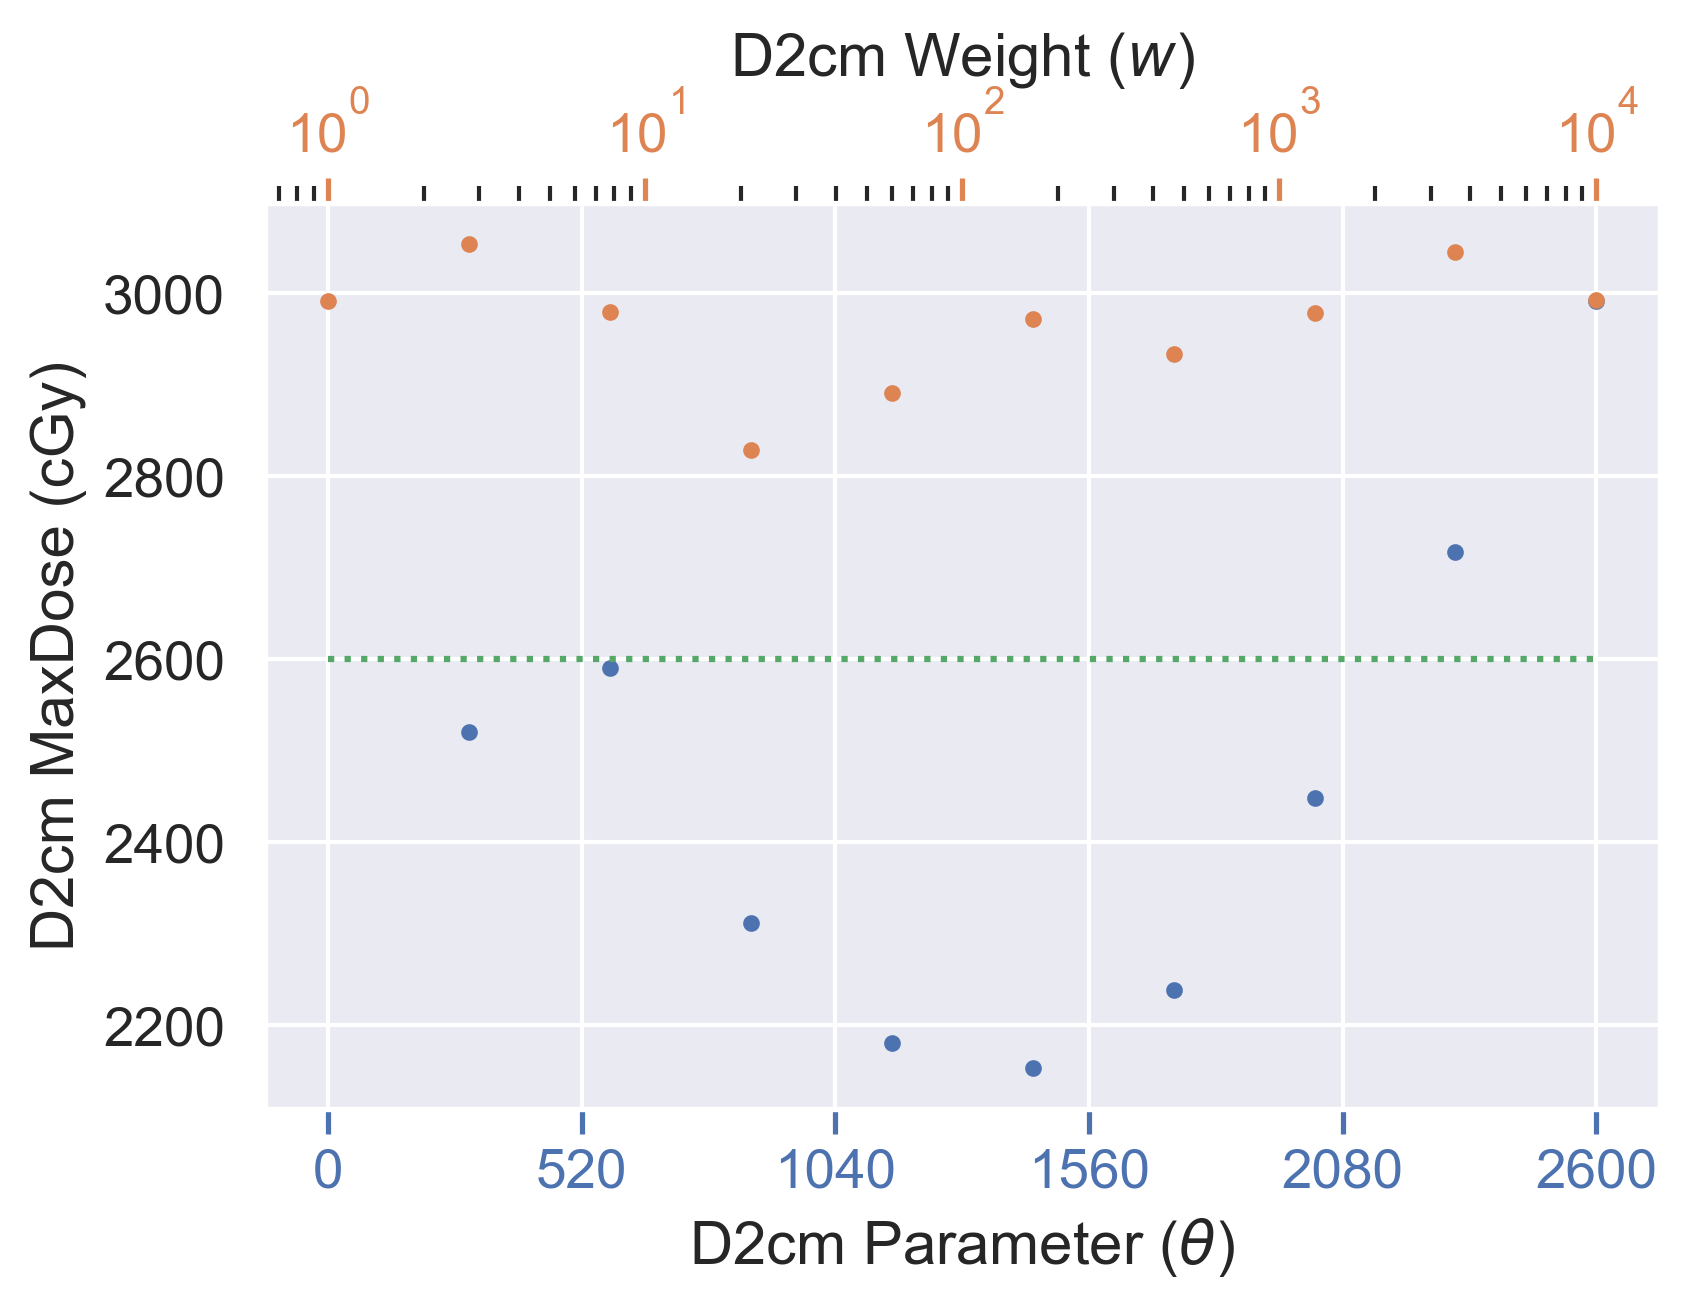 D2cm Weight (w)
10^0 10^1 10^2 10^3 10^4
3000
2800
2600
2400
2200
D2cm MaxDose (cGy)
0 520 1040 1560 2080 2600
D2cm Parameter (θ)